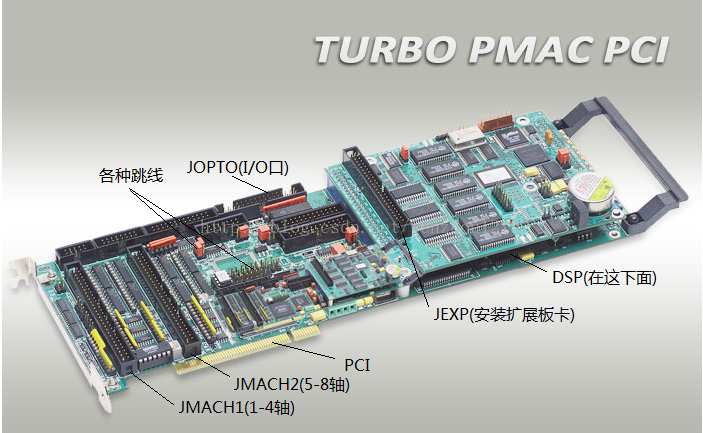 TURBO PMAC PCI
JOPTO(I/O口)
各种跳线
DSP(在这下面)
JEXP(安装扩展板卡)
PCI
JMACH2(5-8轴)
JMACH1(1-4轴)